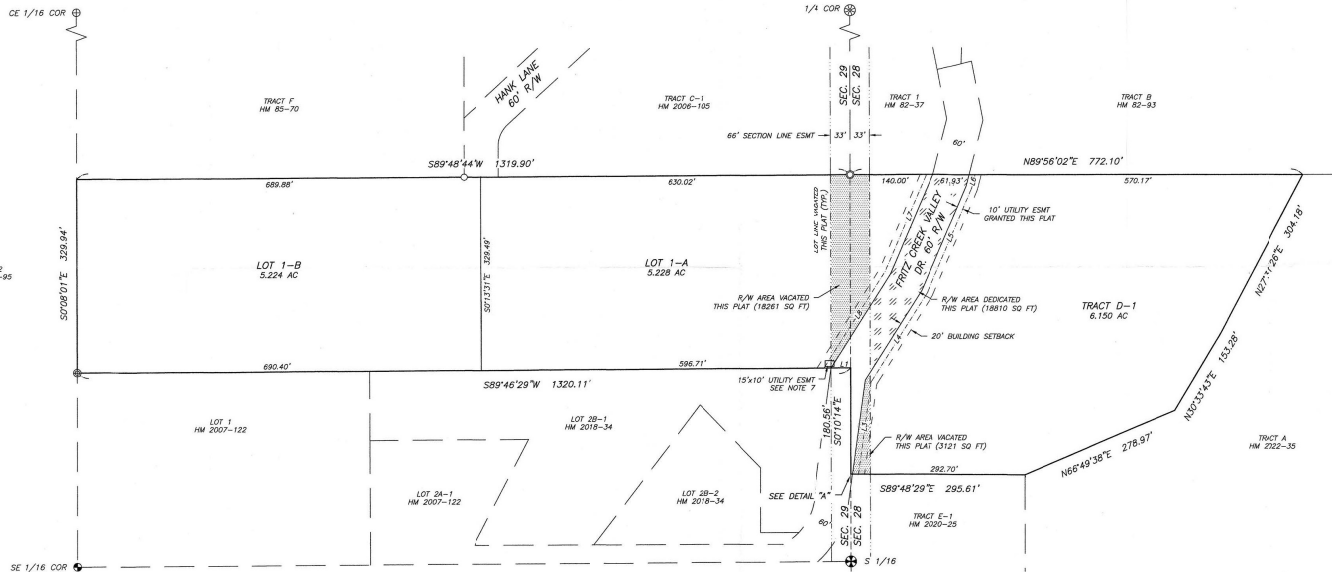 CE 1/16 COR
1/4 COR
HANK LANE
60' R/W
SEC. 29
SEC. 28
TRACT F
HM 85-70
TRACT C-1
HM 2006-105
TRACT 1
HM 82-37
TRACT B
HM 82-93
66' SECTION LINE ESMT
33'
33'
60'
S89°48'44"W 1319.90'
N89°56'02"E 772.10'
689.88'
630.02'
140.00'
61.93'
570.17'
L6
L7
10' UTILITY ESMT
GRANTED THIS PLAT
LOT LINE VACATED
THIS PLAT (TYP.)
FRITZ CREEK VALLEY
DR. 60' R/W
L5
S0°08'01"E 329.94'
S0°13'31"E 329.49'
N27°31'26"E 304.18'
LOT 1-B
5.224 AC
LOT 1-A
5.228 AC
-95
R/W AREA VACATED
THIS PLAT (18261 SQ FT)
R/W AREA DEDICATED
THIS PLAT (18810 SQ FT)
TRACT D-1
6.150 AC
L8
L4
20' BUILDING SETBACK
N30°33'43"E 153.28'
690.40'
596.71'
L1
S89°46'29"W 1320.11'
15'x10' UTILITY ESMT
SEE NOTE 7
180.56'
S0°10'14"E
L3
LOT 1
HM 2007-122
LOT 2B-1
HM 2018-34
R/W AREA VACATED
THIS PLAT (3121 SQ FT)
N66°49'38"E 278.97'
TRACT A
HM 2022-35
292.70'
S89°48'29"E 295.61'
LOT 2A-1
HM 2007-122
LOT 2B-2
HM 2018-34
SEE DETAIL "A"
60'
SEC. 29
SEC. 28
TRACT E-1
HM 2020-25
SE 1/16 COR
S 1/16